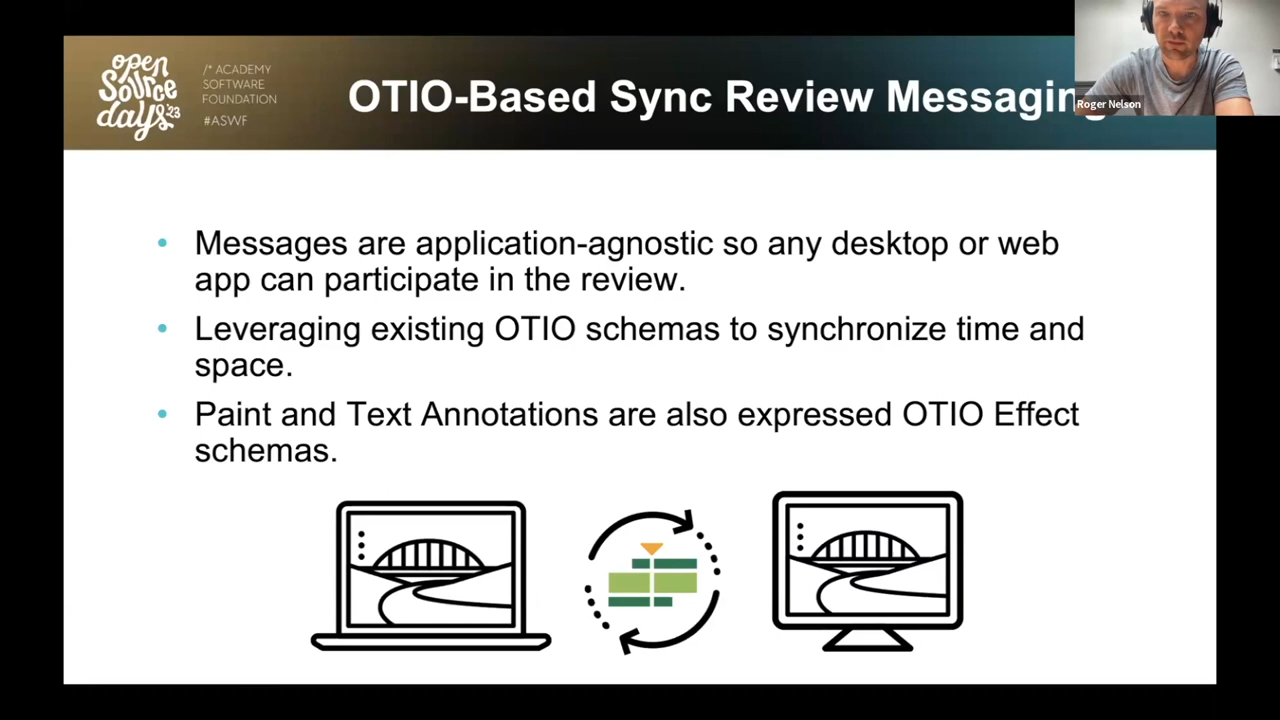 open
Source
days '23
/* ACADEMY
SOFTWARE
FOUNDATION
#ASWF
OTIO-Based Sync Review Messaging
Roger Nelson
• Messages are application-agnostic so any desktop or web
app can participate in the review.
• Leveraging existing OTIO schemas to synchronize time and
space.
• Paint and Text Annotations are also expressed OTIO Effect
schemas.